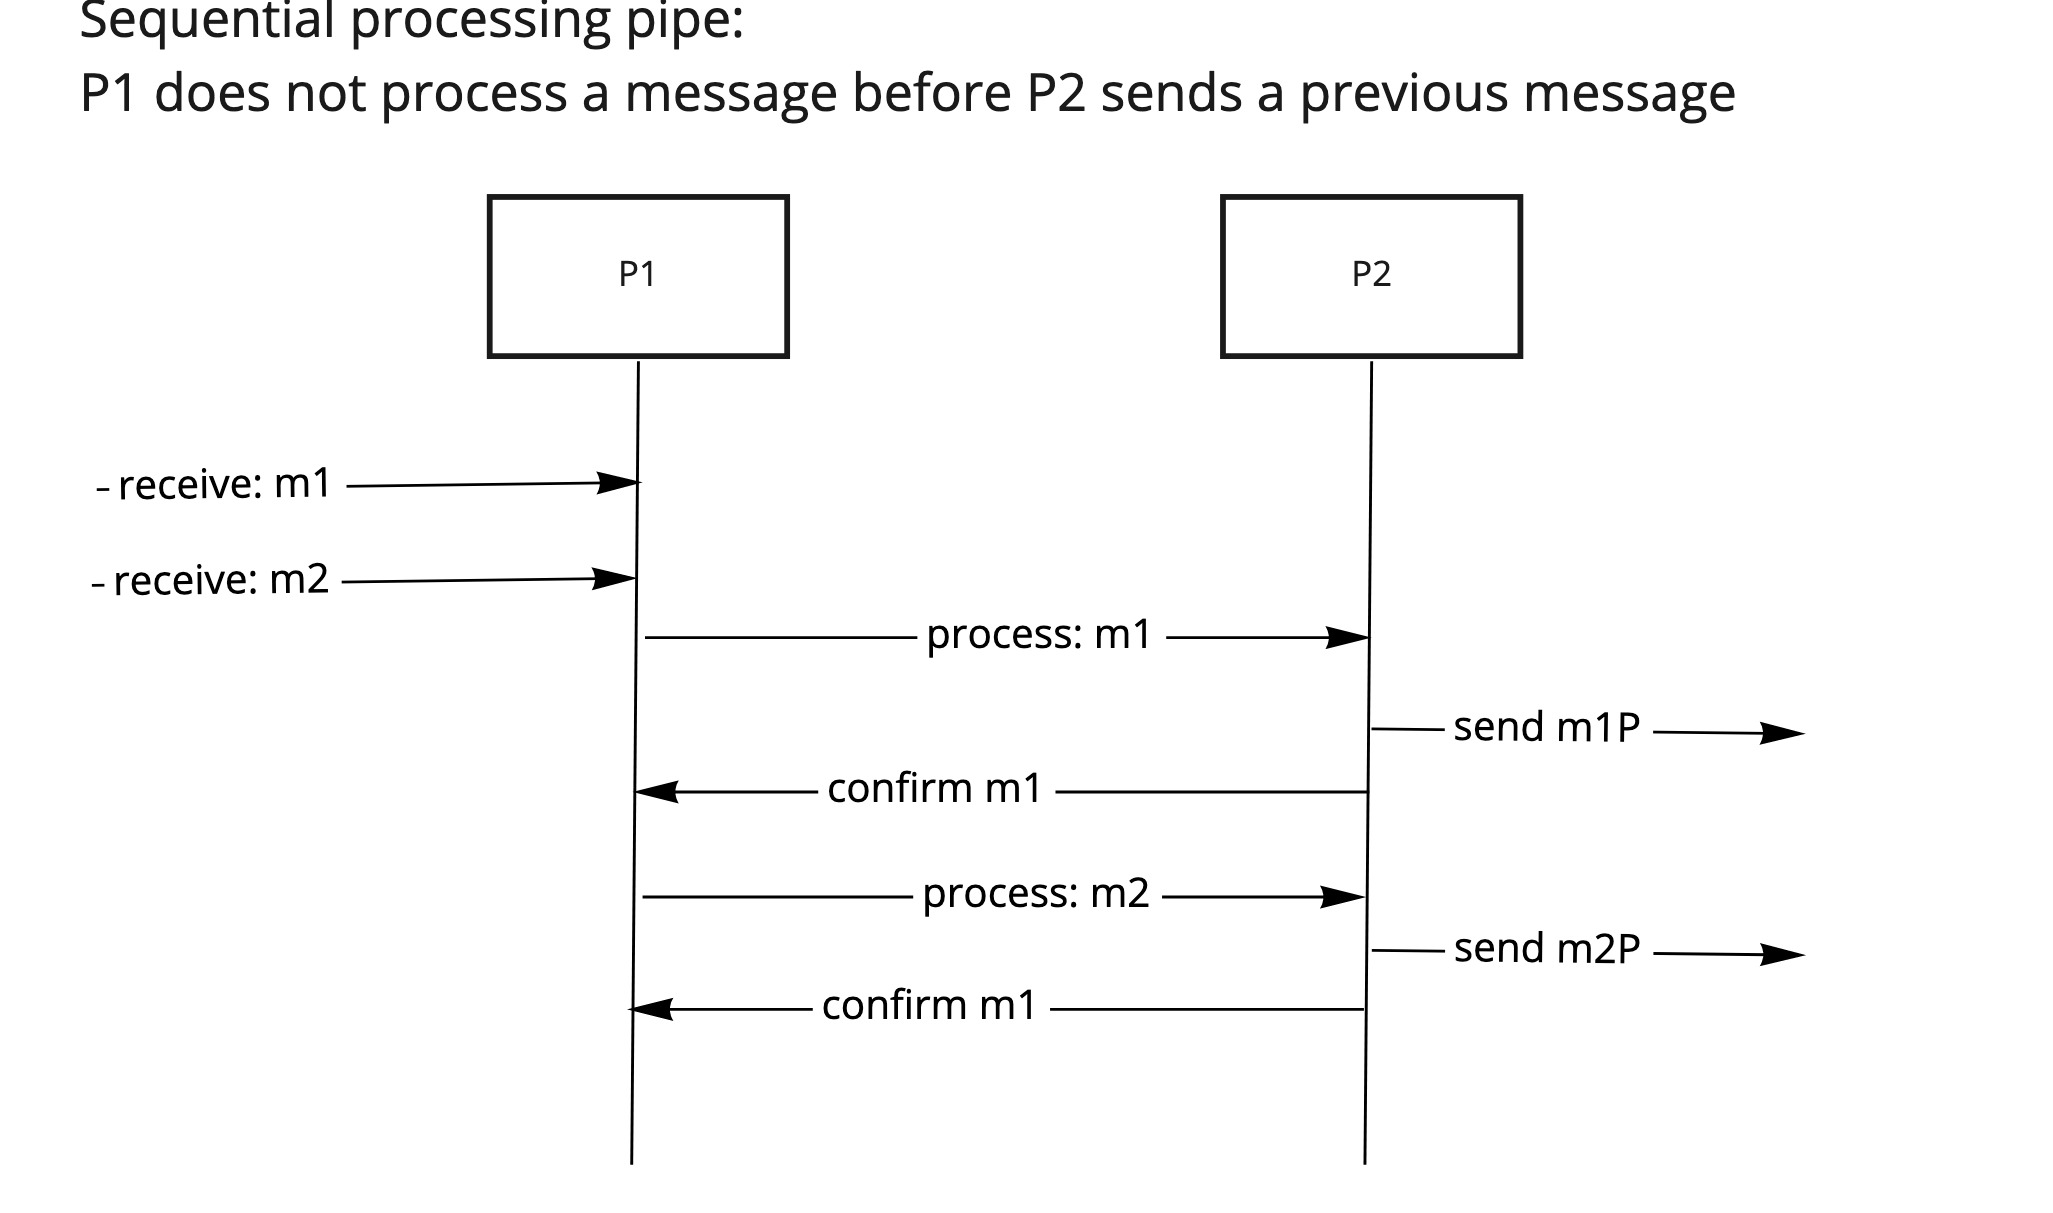 Sequential processing pipe:
P1 does not process a message before P2 sends a previous message
P1
P2
- receive: m1
- receive: m2
process: m1
send m1P
confirm m1
process: m2
send m2P
confirm m1